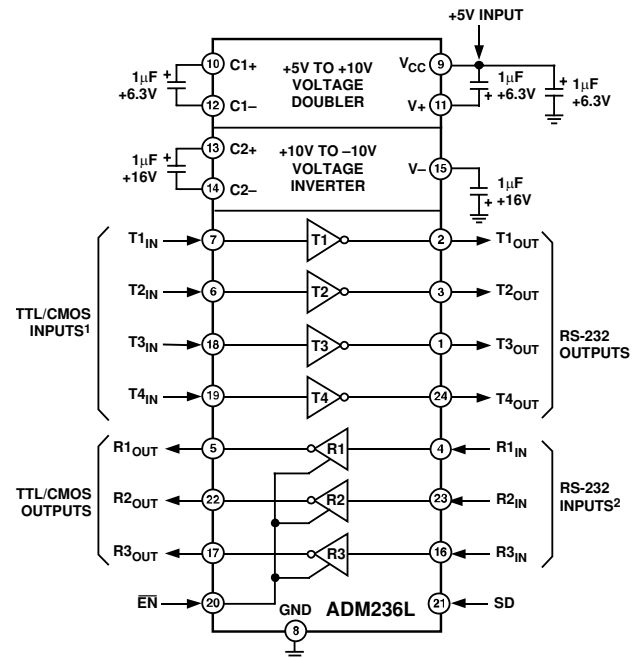 +5V INPUT
10 C1+ +5V TO +10V VOLTAGE DOUBLER VCC 9
1μF +6.3V +
12 C1– V+ 11
+ 1μF +6.3V
+ 1μF +6.3V
13 C2+ +10V TO –10V VOLTAGE INVERTER V– 15
1μF +16V +
14 C2–
1μF + +16V
T1IN 7 T1 2 T1OUT
T2IN 6 T2 3 T2OUT
TTL/CMOS INPUTS1
RS-232 OUTPUTS
T3IN 18 T3 1 T3OUT
T4IN 19 T4 24 T4OUT
R1OUT 5 R1 4 R1IN
TTL/CMOS OUTPUTS
R2OUT 22 R2 23 R2IN
RS-232 INPUTS2
R3OUT 17 R3 16 R3IN
EN 20 GND ADM236L 21 SD
8